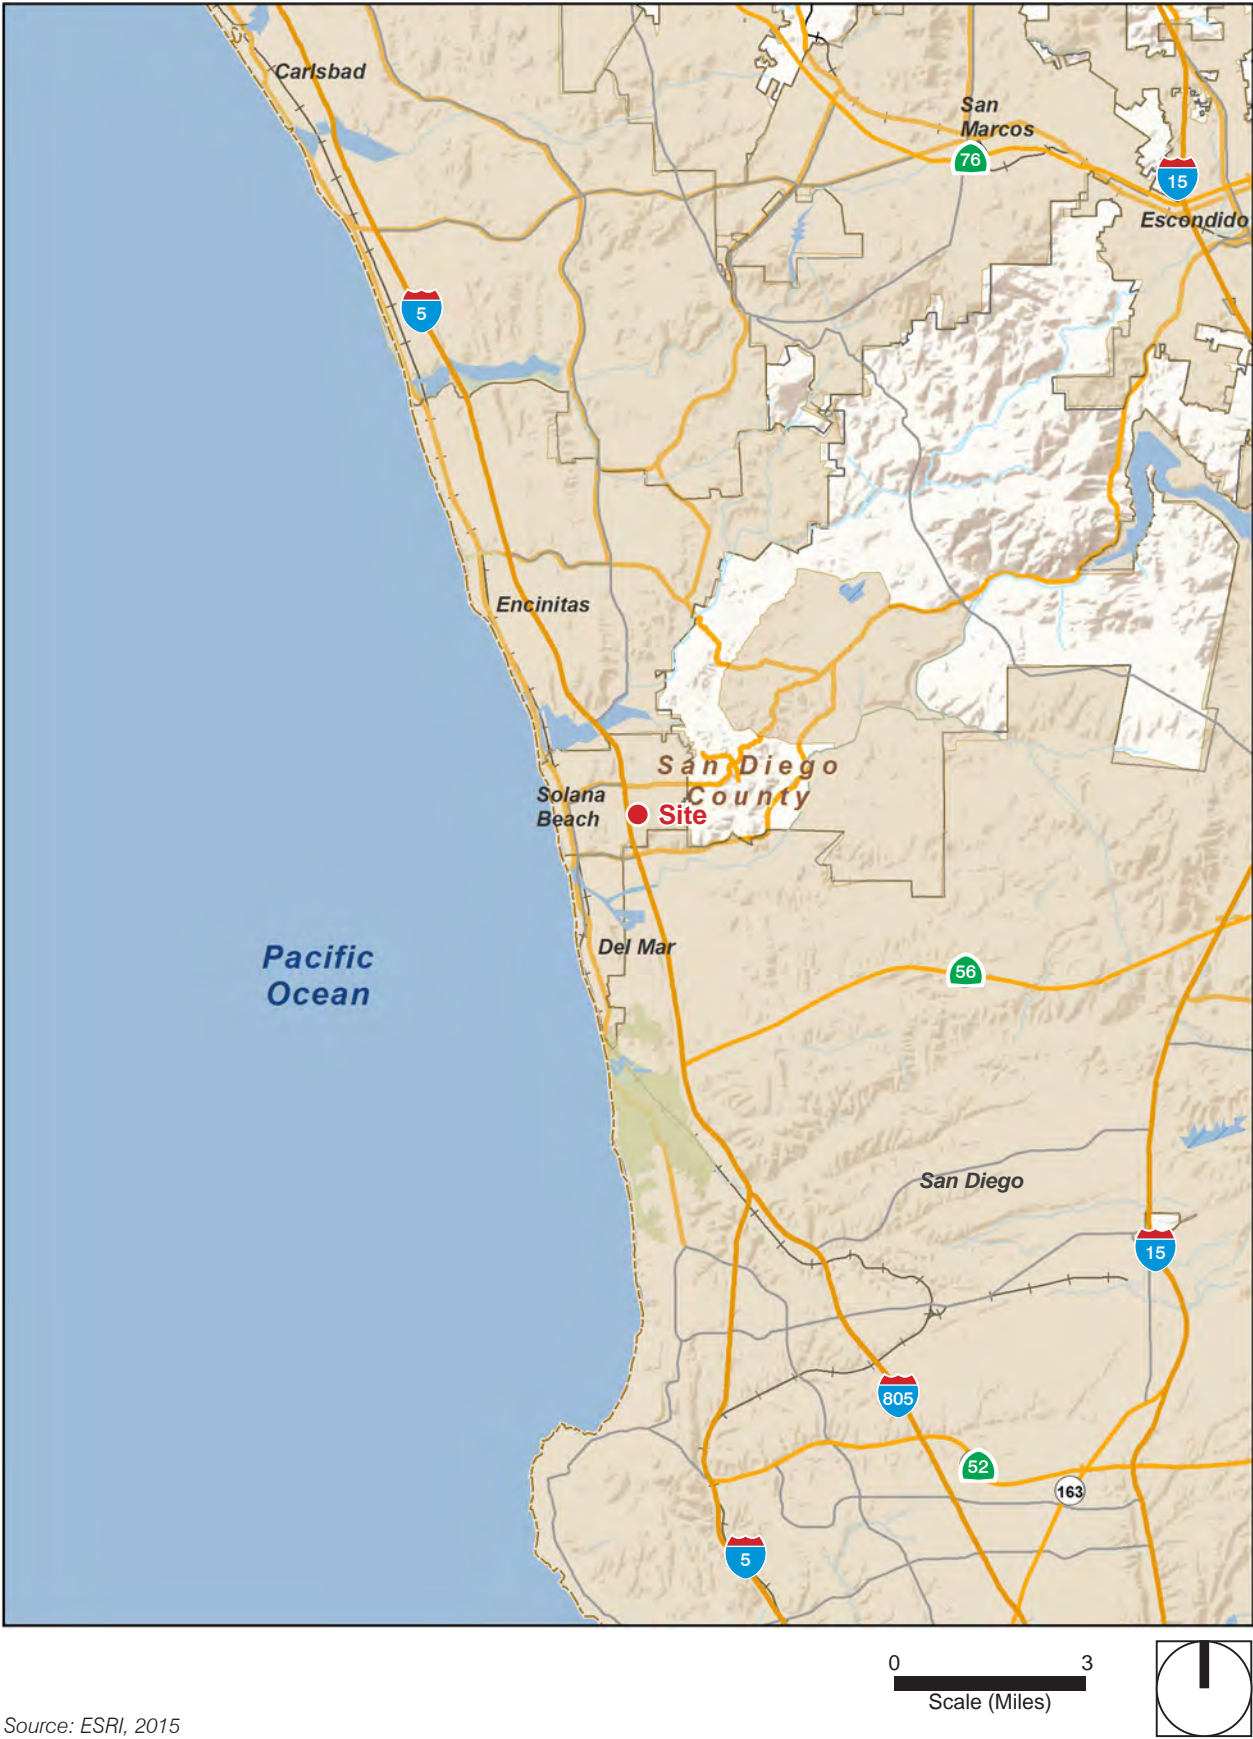 Carlsbad
San
Marcos
76
15
Escondido
5
Encinitas
San Diego
County
Solana
Beach
Site
Del Mar
Pacific
Ocean
56
San Diego
15
805
52
163
5
0 3
Scale (Miles)
Source: ESRI, 2015